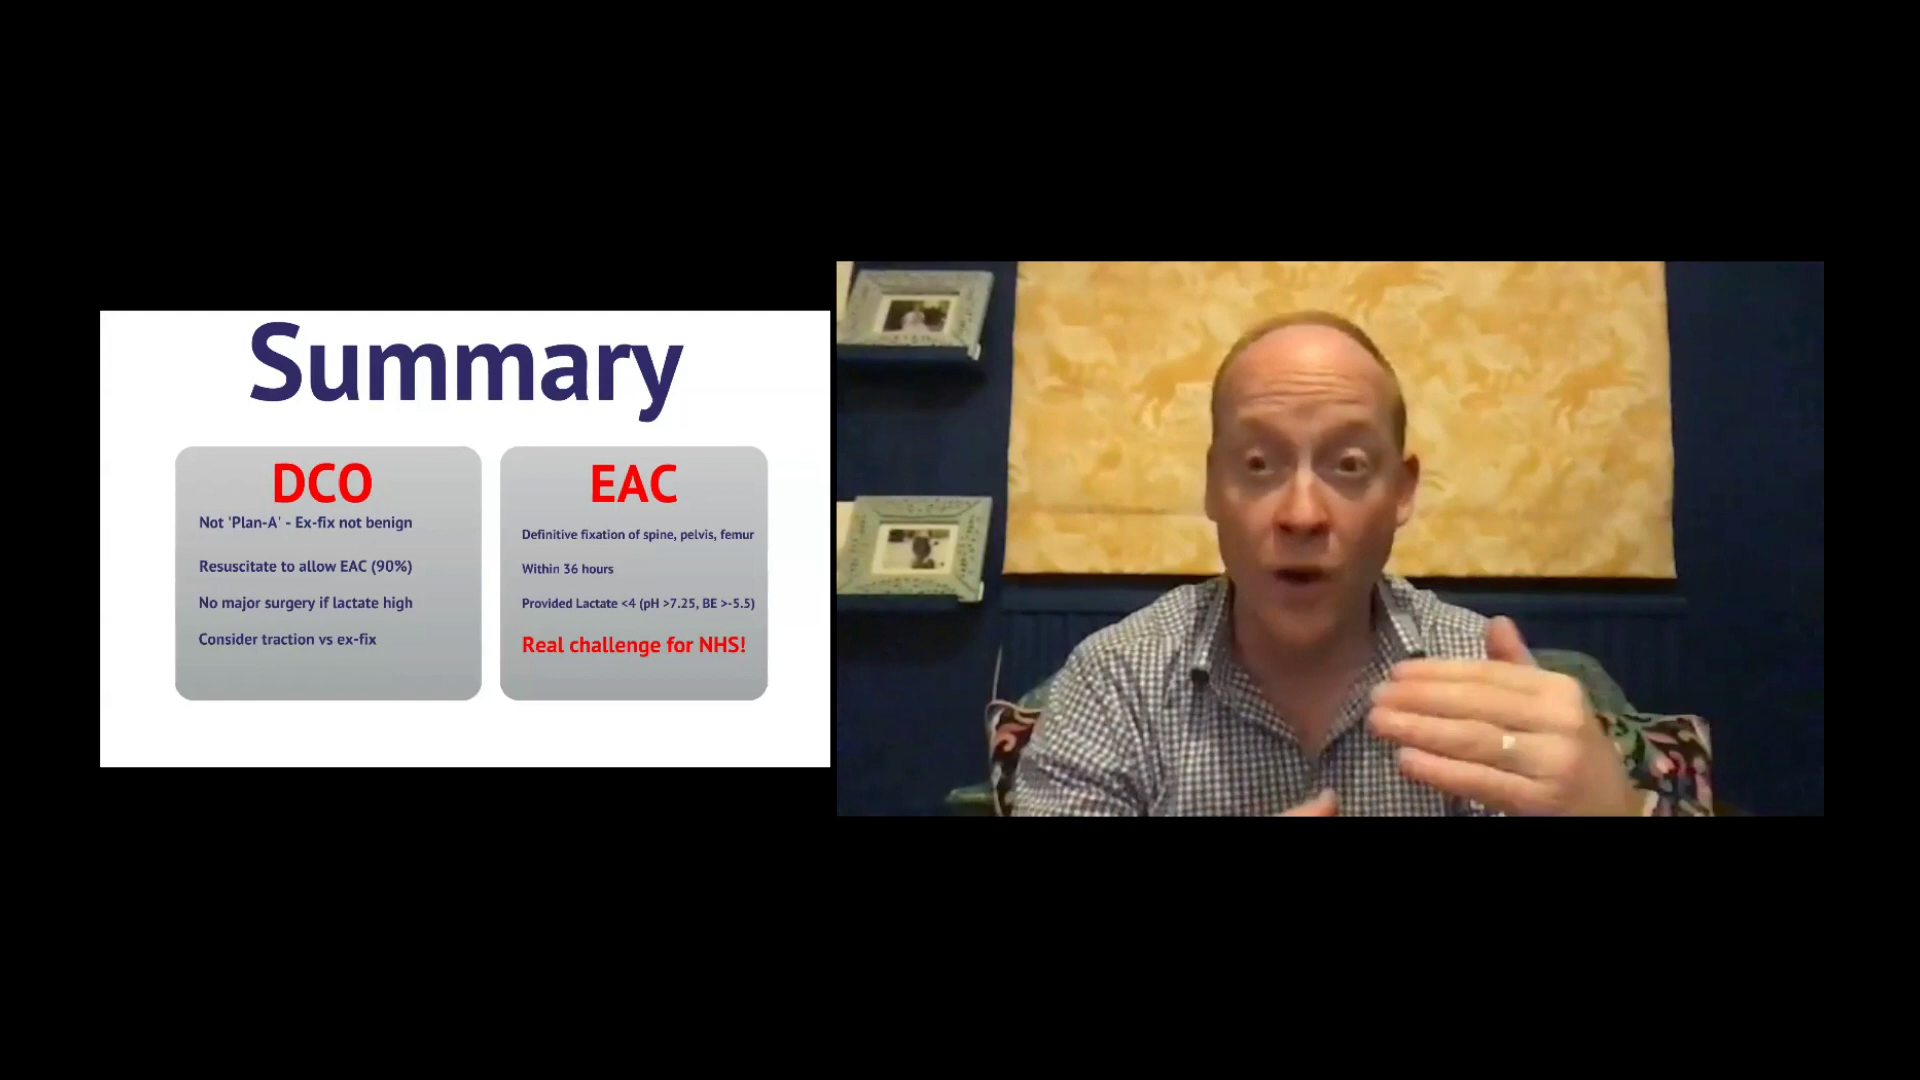 Summary
DCO
Not 'Plan-A' - Ex-fix not benign
Resuscitate to allow EAC (90%)
No major surgery if lactate high
Consider traction vs ex-fix
EAC
Definitive fixation of spine, pelvis, femur
Within 36 hours
Provided Lactate <4 (pH >7.25, BE >-5.5)
Real challenge for NHS!